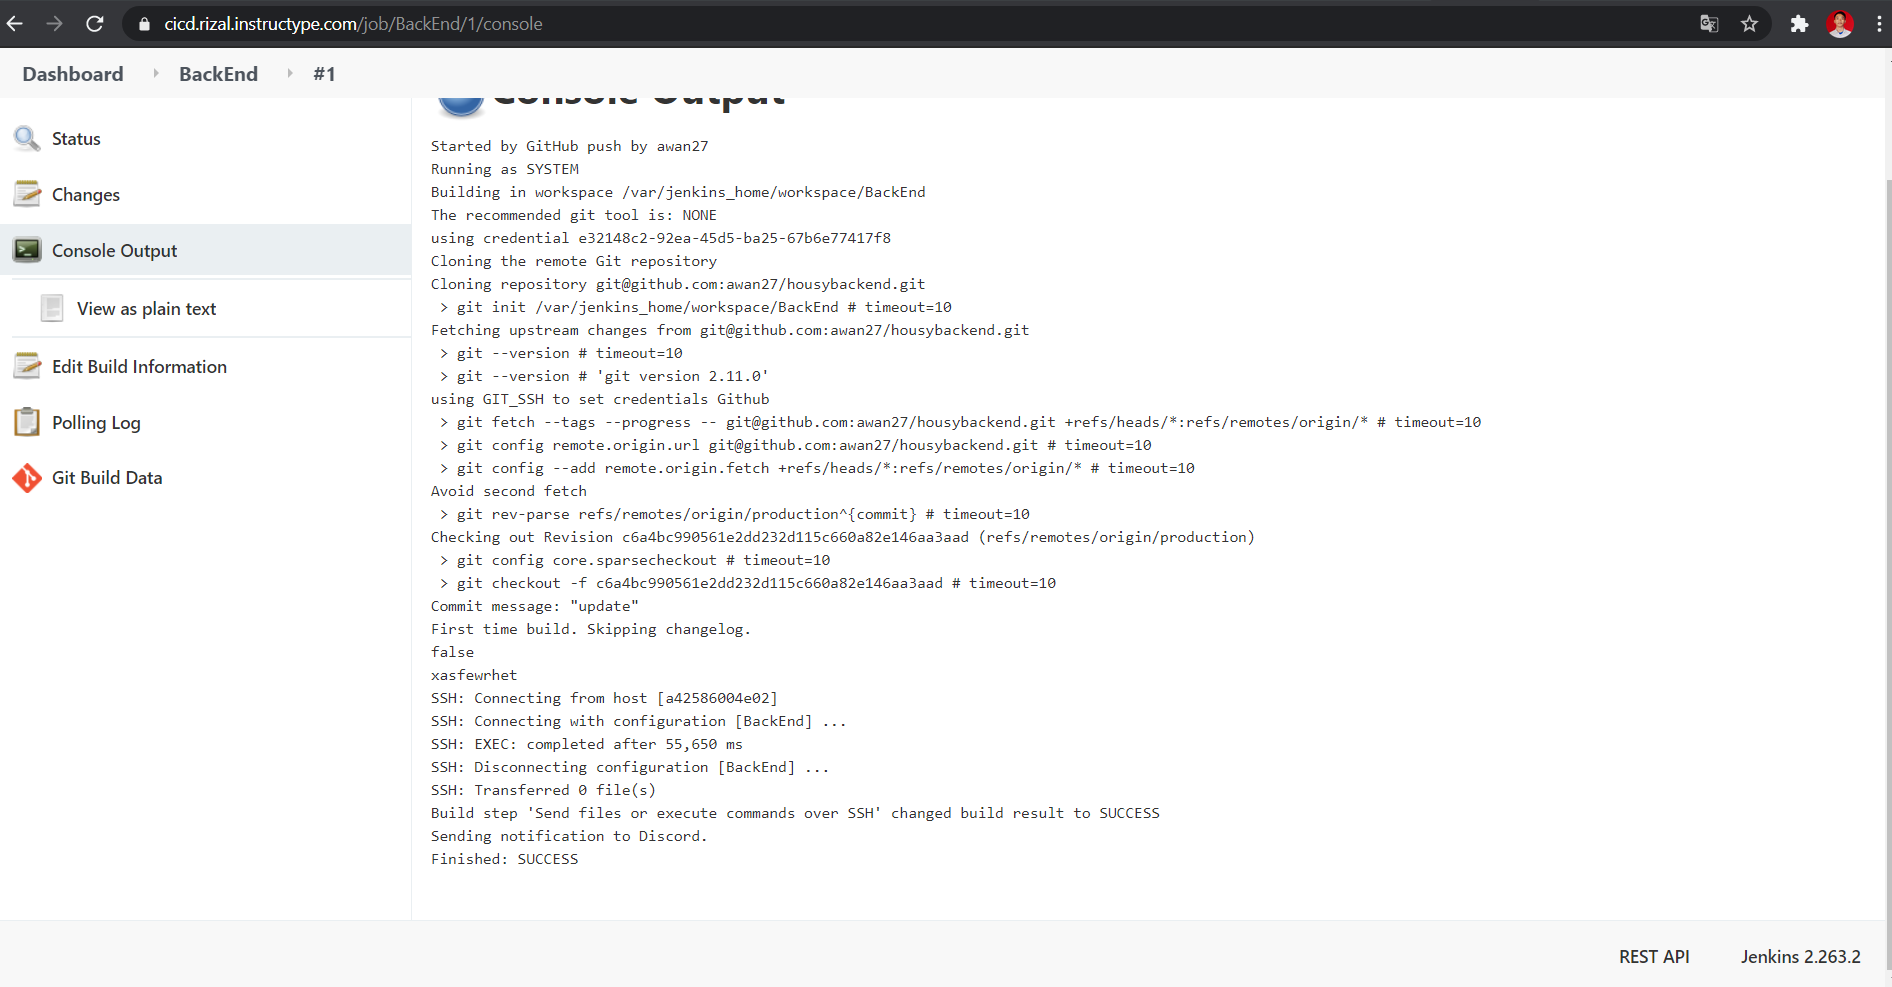 cicd.rizal.instructype.com/job/BackEnd/1/console
Dashboard BackEnd #1
Console Output
Status
Changes
Console Output
View as plain text
Edit Build Information
Polling Log
Git Build Data
Started by GitHub push by awan27
Running as SYSTEM
Building in workspace /var/jenkins_home/workspace/BackEnd
The recommended git tool is: NONE
using credential e32148c2-92ea-45d5-ba25-67b6e77417f8
Cloning the remote Git repository
Cloning repository git@github.com:awan27/housybackend.git
> git init /var/jenkins_home/workspace/BackEnd # timeout=10
Fetching upstream changes from git@github.com:awan27/housybackend.git
> git --version # timeout=10
> git --version # 'git version 2.11.0'
using GIT_SSH to set credentials Github
> git fetch --tags --progress -- git@github.com:awan27/housybackend.git +refs/heads/*:refs/remotes/origin/* # timeout=10
> git config remote.origin.url git@github.com:awan27/housybackend.git # timeout=10
> git config --add remote.origin.fetch +refs/heads/*:refs/remotes/origin/* # timeout=10
Avoid second fetch
> git rev-parse refs/remotes/origin/production^{commit} # timeout=10
Checking out Revision c6a4bc990561e2dd232d115c660a82e146aa3aad (refs/remotes/origin/production)
> git config core.sparsecheckout # timeout=10
> git checkout -f c6a4bc990561e2dd232d115c660a82e146aa3aad # timeout=10
Commit message: "update"
First time build. Skipping changelog.
false
xasfewrhet
SSH: Connecting from host [a42586004e02]
SSH: Connecting with configuration [BackEnd] ...
SSH: EXEC: completed after 55,650 ms
SSH: Disconnecting configuration [BackEnd] ...
SSH: Transferred 0 file(s)
Build step 'Send files or execute commands over SSH' changed build result to SUCCESS
Sending notification to Discord.
Finished: SUCCESS
REST API Jenkins 2.263.2